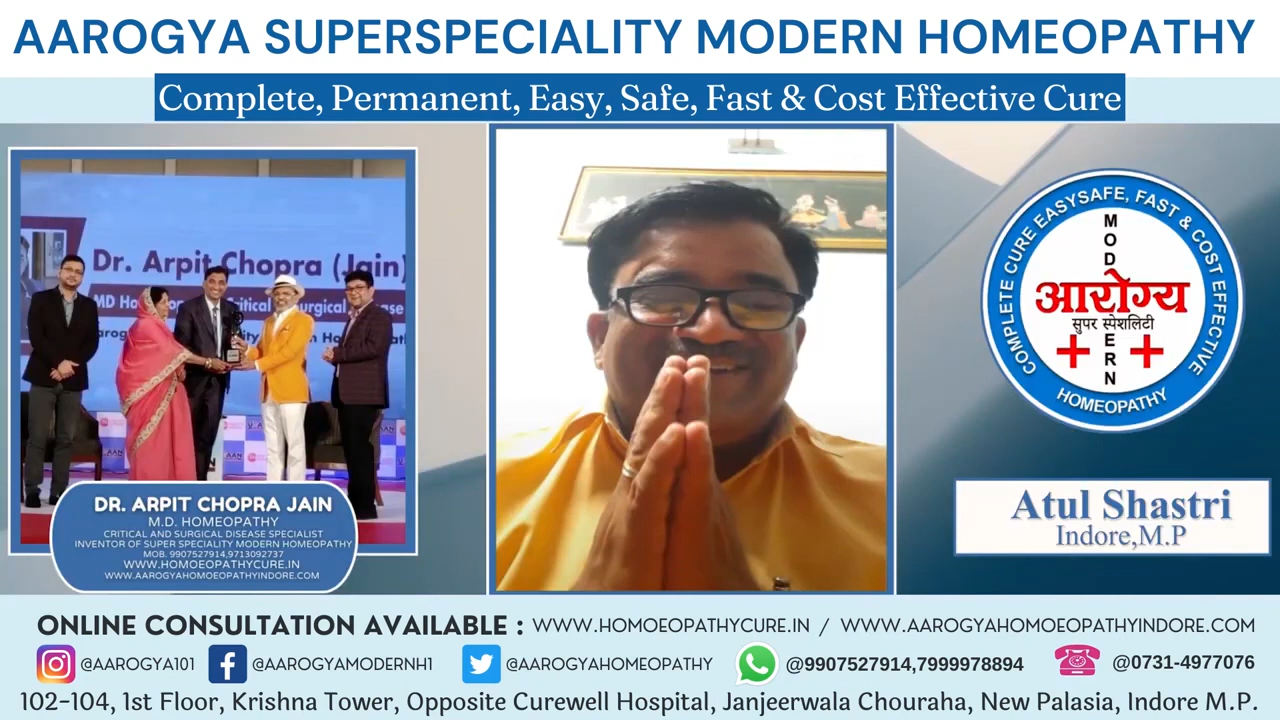 AAROGYA SUPERSPECIALITY MODERN HOMEOPATHY
Complete, Permanent, Easy, Safe, Fast & Cost Effective Cure
Dr. Arpit Chopra (Jain)
DR. ARPIT CHOPRA JAIN
M.D. HOMEOPATHY
CRITICAL AND SURGICAL DISEASE SPECIALIST
INVENTOR OF SUPER SPECIALITY MODERN HOMEOPATHY
MOB. 9907527914,9713092737
WWW.HOMOEOPATHYCURE.IN
WWW.AAROGYAHOMOEOPATHYINDORE.COM
COMPLETE CURE EASYSAFE, FAST & COST EFFECTIVE
MODERN
आरोग्य
सुपर स्पेशलिटी
HOMEOPATHY
Atul Shastri
Indore,M.P
ONLINE CONSULTATION AVAILABLE : WWW.HOMOEOPATHYCURE.IN / WWW.AAROGYAHOMOEOPATHYINDORE.COM
@AAROGYA101 @AAROGYAMODERNH1 @AAROGYAHOMEOPATHY @9907527914,7999978894 @0731-4977076
102-104, 1st Floor, Krishna Tower, Opposite Curewell Hospital, Janjeerwala Chouraha, New Palasia, Indore M.P.